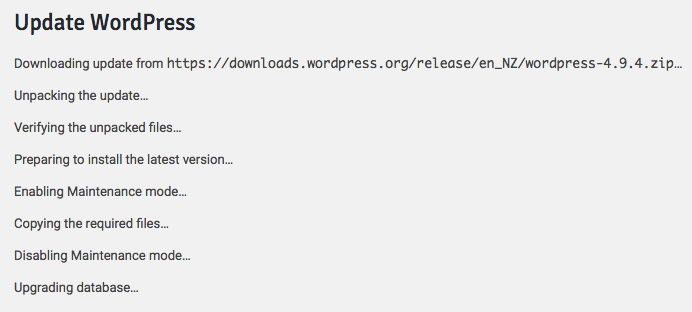 Update WordPress
Downloading update from https://downloads.wordpress.org/release/en_NZ/wordpress-4.9.4.zip…
Unpacking the update…
Verifying the unpacked files…
Preparing to install the latest version…
Enabling Maintenance mode…
Copying the required files…
Disabling Maintenance mode…
Upgrading database…